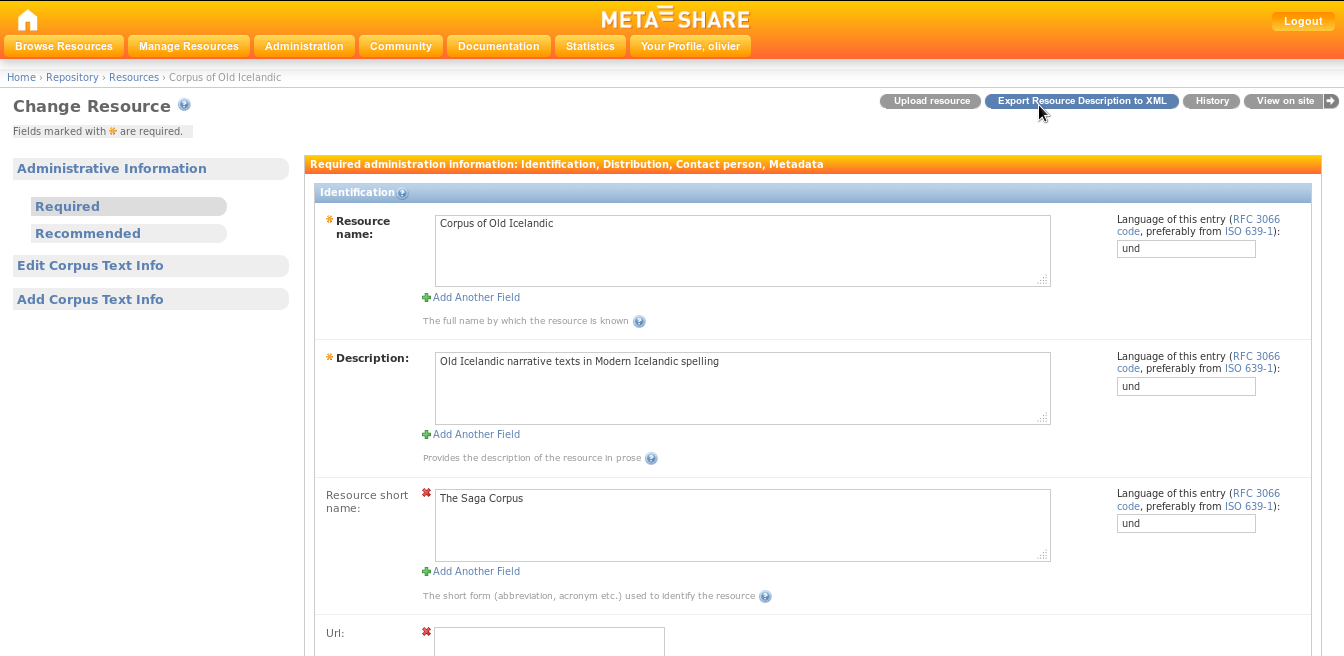 META SHARE
Logout
Browse Resources
Manage Resources
Administration
Community
Documentation
Statistics
Your Profile, olivier
Home › Repository › Resources › Corpus of Old Icelandic
Change Resource ?
Upload resource
Export Resource Description to XML
History
View on site
Fields marked with * are required.
Administrative Information
Required
Recommended
Edit Corpus Text Info
Add Corpus Text Info
Required administration information: Identification, Distribution, Contact person, Metadata
Identification ?
* Resource
name:
Corpus of Old Icelandic
Language of this entry (RFC 3066
code, preferably from ISO 639-1):
und
Add Another Field
The full name by which the resource is known ?
* Description:
Old Icelandic narrative texts in Modern Icelandic spelling
Language of this entry (RFC 3066
code, preferably from ISO 639-1):
und
Add Another Field
Provides the description of the resource in prose ?
Resource short
name:
The Saga Corpus
Language of this entry (RFC 3066
code, preferably from ISO 639-1):
und
Add Another Field
The short form (abbreviation, acronym etc.) used to identify the resource ?
Url: